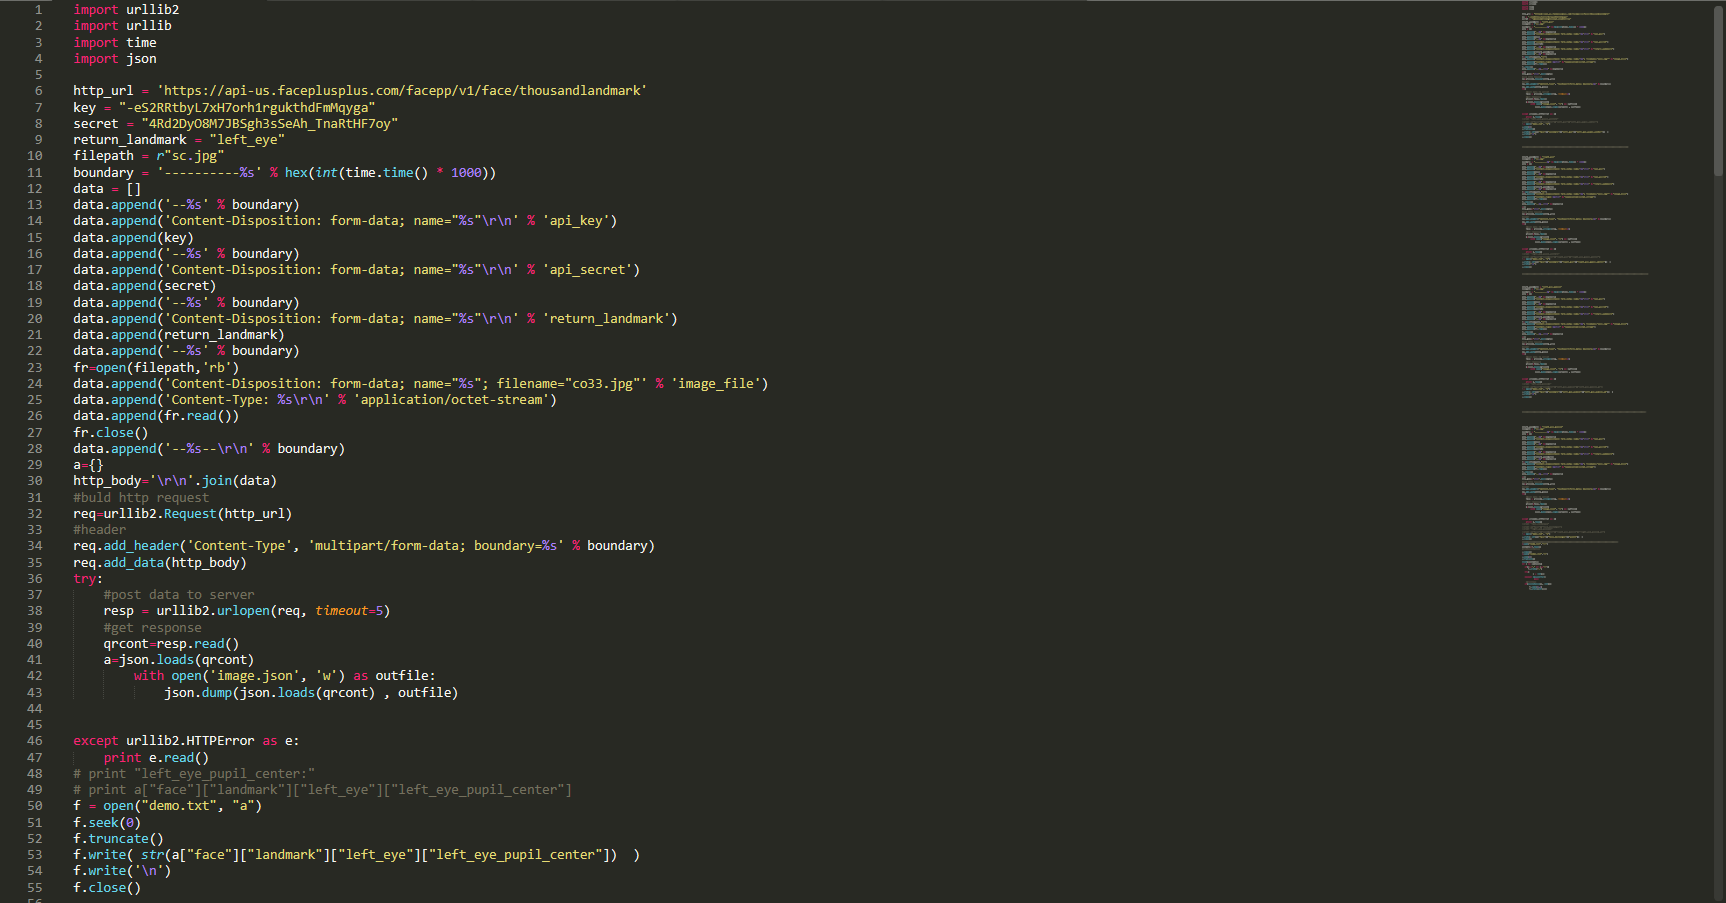 1 import urllib2
2 import urllib
3 import time
4 import json
5
6 http_url = 'https://api-us.faceplusplus.com/facepp/v1/face/thousandlandmark'
7 key = "-eS2RRtbyL7xH7orh1rgukthdFmMqyga"
8 secret = "4Rd2DyO8M7JBSgh3sSeAh_TnaRtHF7oy"
9 return_landmark = "left_eye"
10 filepath = r"sc.jpg"
11 boundary = '----------%s' % hex(int(time.time() * 1000))
12 data = []
13 data.append('--%s' % boundary)
14 data.append('Content-Disposition: form-data; name="%s"\r\n' % 'api_key')
15 data.append(key)
16 data.append('--%s' % boundary)
17 data.append('Content-Disposition: form-data; name="%s"\r\n' % 'api_secret')
18 data.append(secret)
19 data.append('--%s' % boundary)
20 data.append('Content-Disposition: form-data; name="%s"\r\n' % 'return_landmark')
21 data.append(return_landmark)
22 data.append('--%s' % boundary)
23 fr=open(filepath,'rb')
24 data.append('Content-Disposition: form-data; name="%s"; filename="co33.jpg"' % 'image_file')
25 data.append('Content-Type: %s\r\n' % 'application/octet-stream')
26 data.append(fr.read())
27 fr.close()
28 data.append('--%s--\r\n' % boundary)
29 a={}
30 http_body='\r\n'.join(data)
31 #buld http request
32 req=urllib2.Request(http_url)
33 #header
34 req.add_header('Content-Type', 'multipart/form-data; boundary=%s' % boundary)
35 req.add_data(http_body)
36 try:
37     #post data to server
38     resp = urllib2.urlopen(req, timeout=5)
39     #get response
40     qrcont=resp.read()
41     a=json.loads(qrcont)
42         with open('image.json', 'w') as outfile:
43             json.dump(json.loads(qrcont) , outfile)
44
45
46 except urllib2.HTTPError as e:
47     print e.read()
48 # print "left_eye_pupil_center:"
49 # print a["face"]["landmark"]["left_eye"]["left_eye_pupil_center"]
50 f = open("demo.txt", "a")
51 f.seek(0)
52 f.truncate()
53 f.write( str(a["face"]["landmark"]["left_eye"]["left_eye_pupil_center"])  )
54 f.write('\n')
55 f.close()